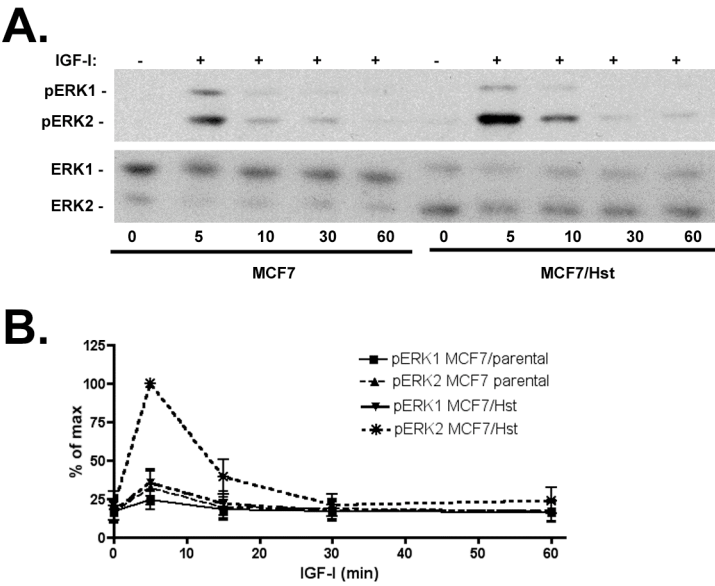 A.
IGF-I: - + + + + - + + + +
pERK1 -
pERK2 -
ERK1 -
ERK2 -
0 5 10 30 60 0 5 10 30 60
MCF7 MCF7/Hst
B.
125
100
75
50
25
0
% of max
0 10 20 30 40 50 60
IGF-I (min)
pERK1 MCF7/parental
pERK2 MCF7 parental
pERK1 MCF7/Hst
pERK2 MCF7/Hst